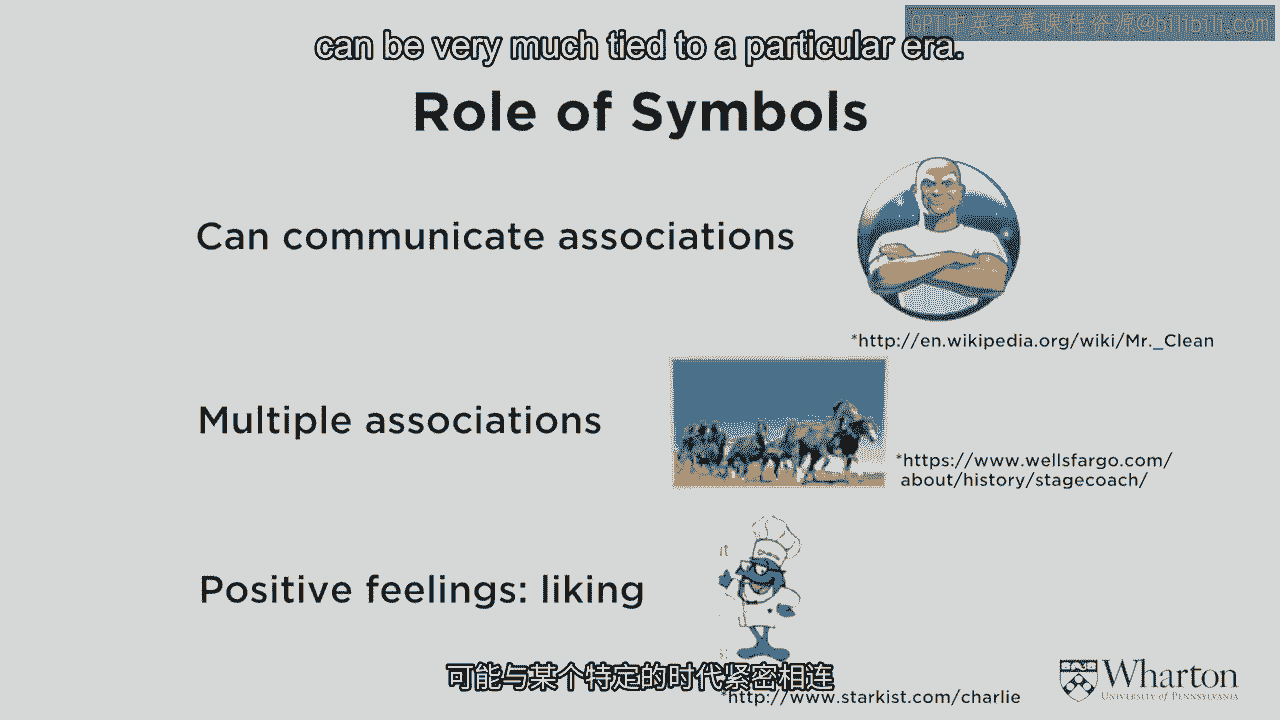 GPT中英字幕课程资源@bilibili.com
can be very much tied to a particular era.
Role of Symbols
Can communicate associations
*http://en.wikipedia.org/wiki/Mr._Clean
Multiple associations
*https://www.wellsfargo.com/
about/history/stagecoach/
Positive feelings: liking
可能与某个特定的时代紧密相连
*http://www.starkist.com/charlie
Wharton
UNIVERSITY of PENNSYLVANIA